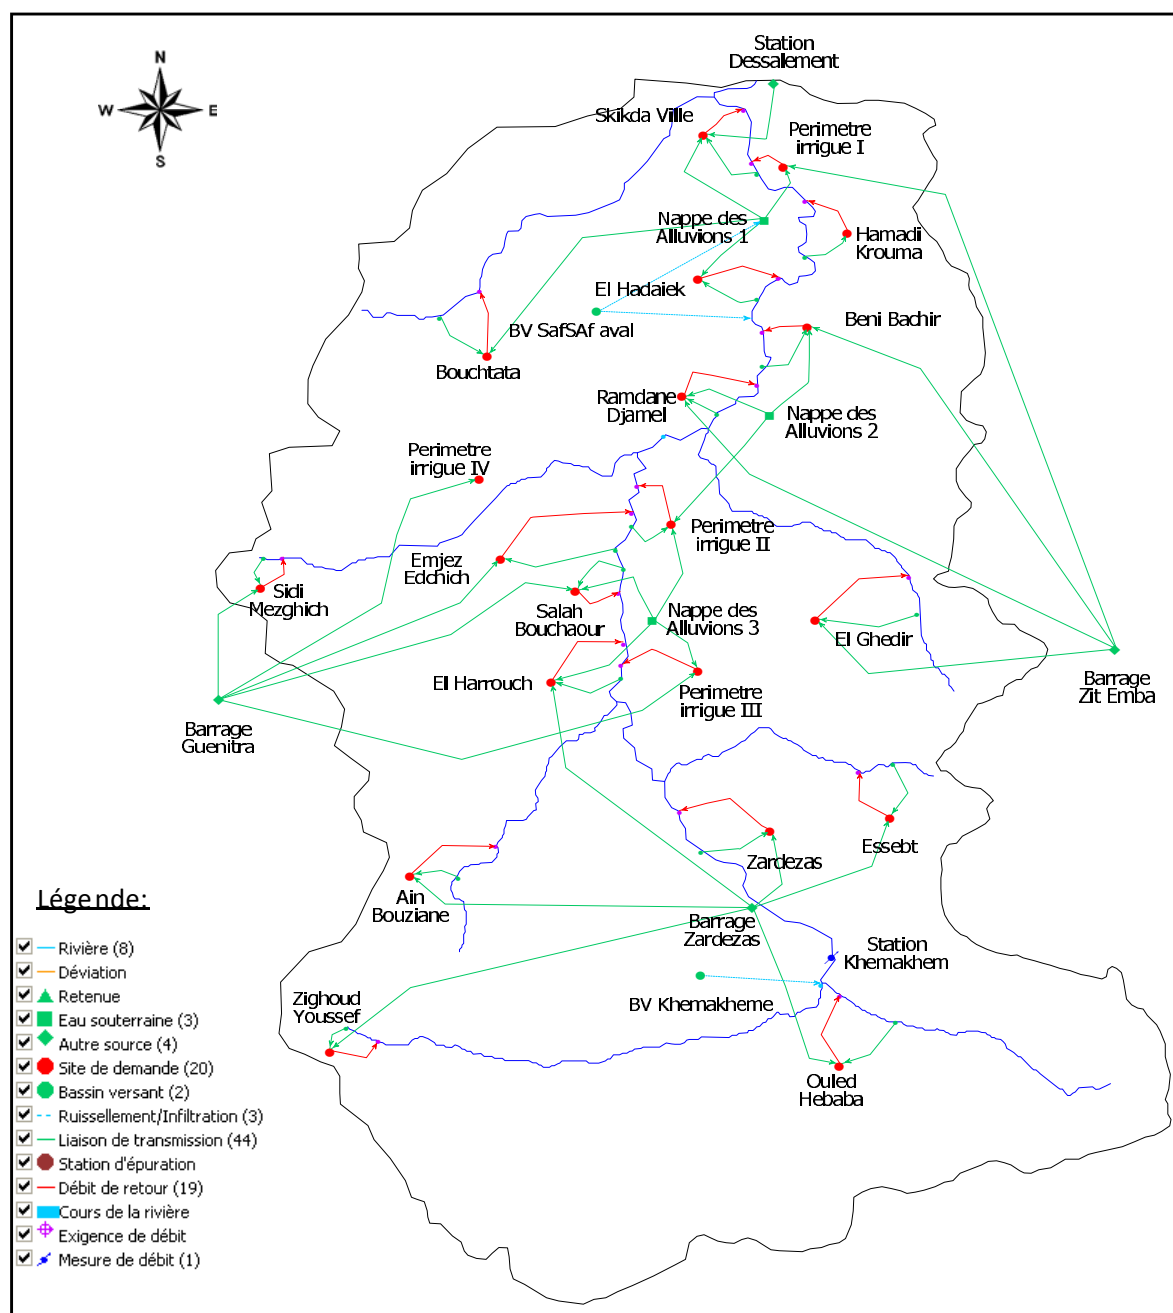 Station
Dessallement
N
W
E
S
Skikda Ville
Perimetre
irrigue I
Nappe des
Alluvions 1
Hamadi
Krouma
El Hadaiek
BV SafSAf aval
Beni Bachir
Bouchtata
Ramdane
Djamel
Nappe des
Alluvions 2
Perimetre
irrigue IV
Perimetre
irrigue II
Emjez
Edchich
Sidi
Mezghich
Salah
Bouchaour
Nappe des
Alluvions 3
El Ghedir
El Harrouch
Perimetre
irrigue III
Barrage
Zit Emba
Barrage
Guenitra
Zardezas
Essebt
Ain
Bouziane
Barrage
Zardezas
Station
Khemakhem
BV Khemakheme
Zighoud
Youssef
Ouled
Hebaba
Légende:
Rivière (8)
Déviation
Retenue
Eau souterraine (3)
Autre source (4)
Site de demande (20)
Bassin versant (2)
Ruissellement/Infiltration (3)
Liaison de transmission (44)
Station d'épuration
Débit de retour (19)
Cours de la rivière
Exigence de débit
Mesure de débit (1)